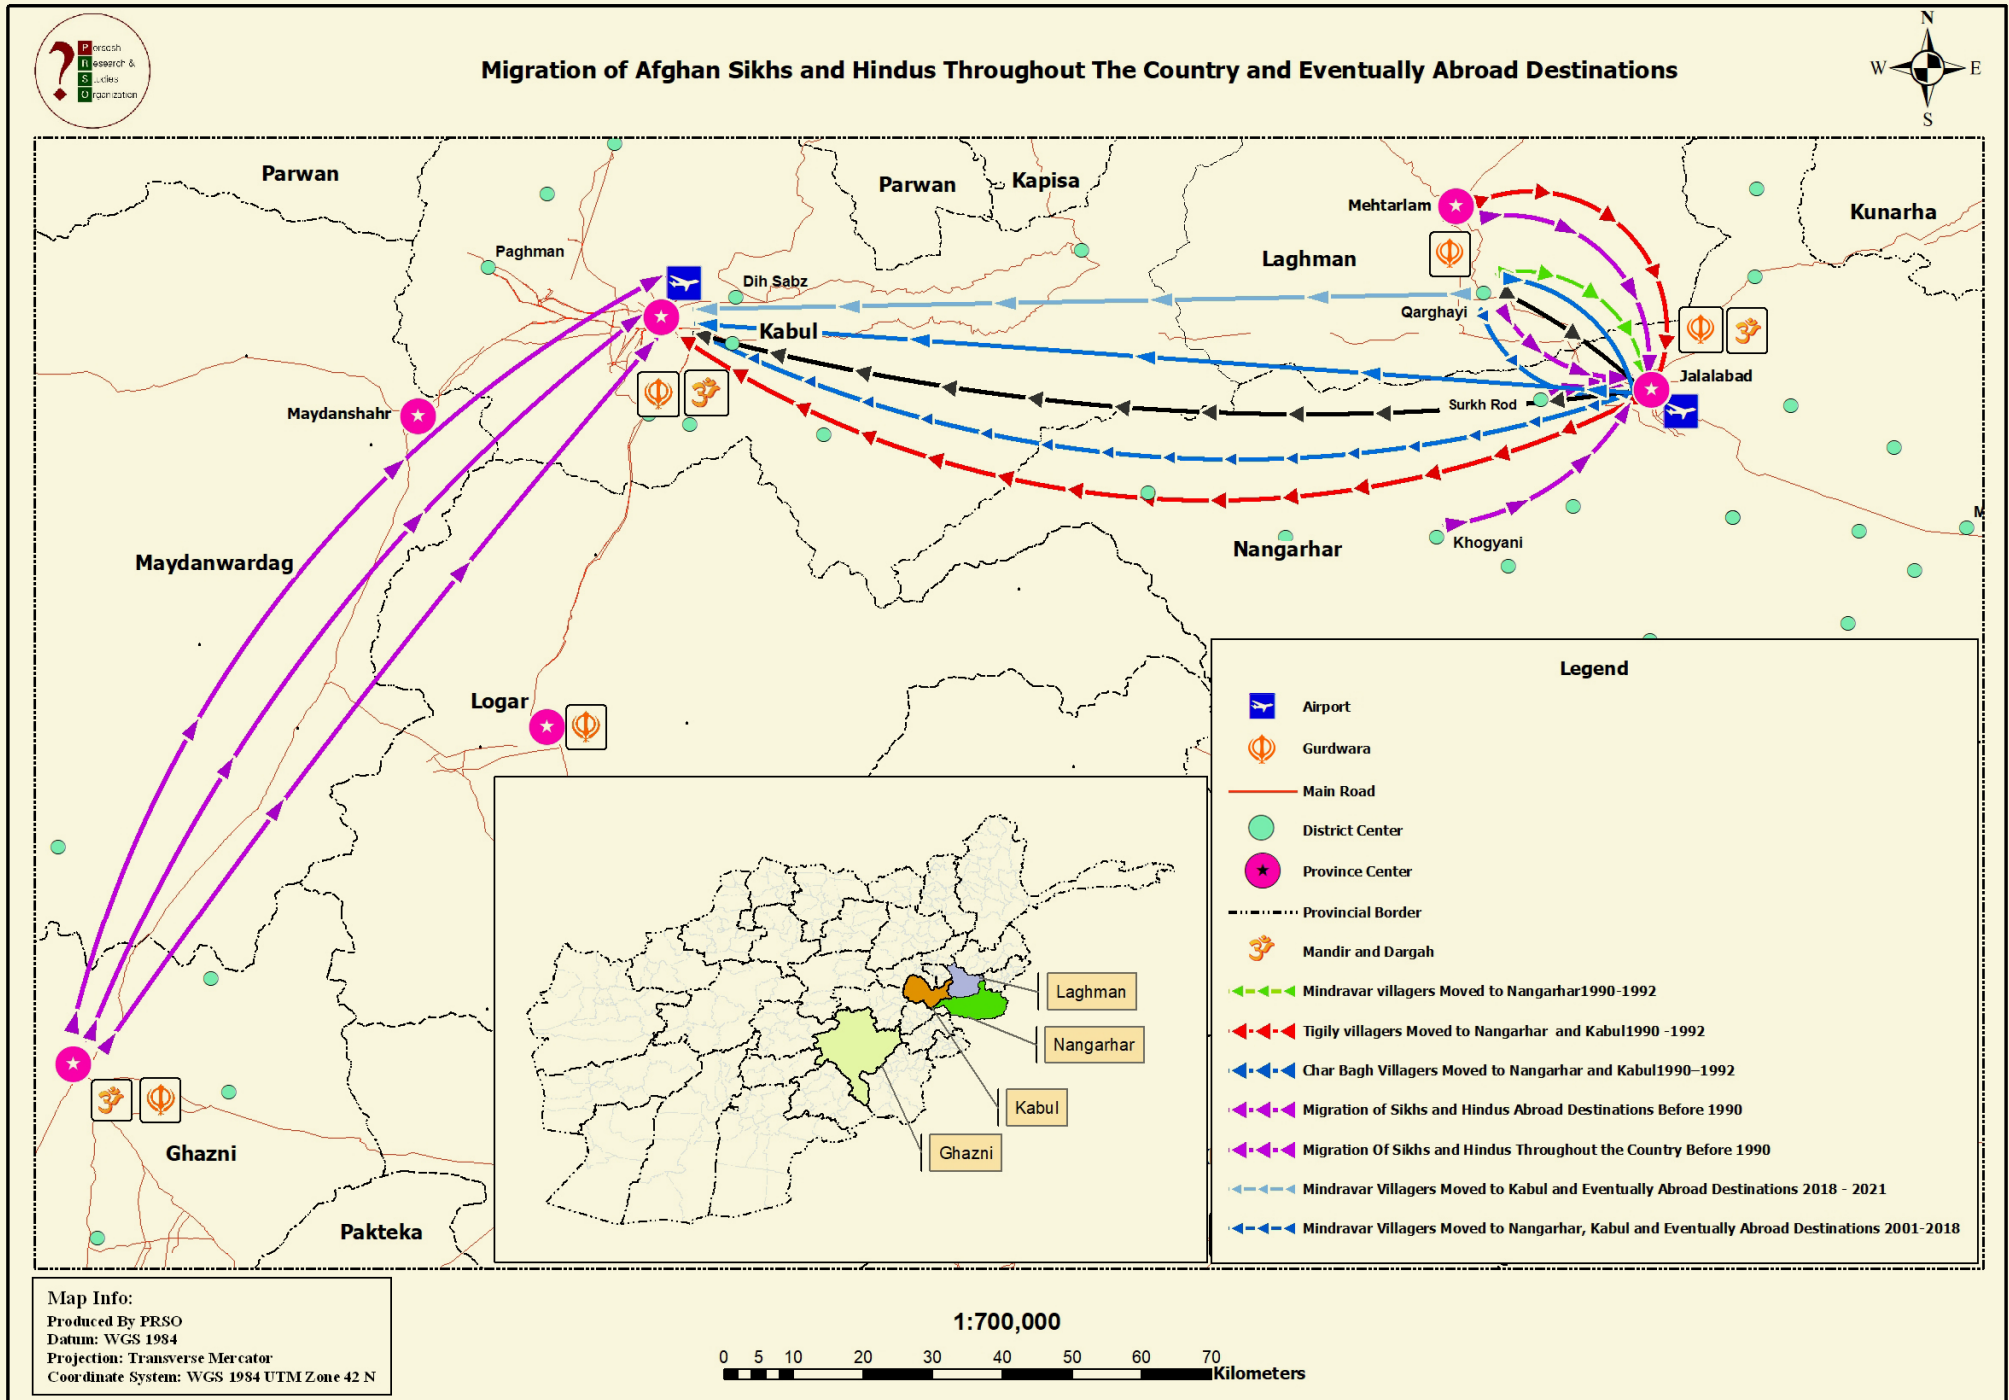 Porsesh
Research &
Studies
Organization
Migration of Afghan Sikhs and Hindus Throughout The Country and Eventually Abroad Destinations
N
W
E
S
Parwan
Parwan
Kapisa
Kunarha
Mehtarlam
Laghman
Paghman
Dih Sabz
Kabul
Qarghayi
Jalalabad
Surkh Rod
Maydanshahr
Khogyani
Nangarhar
M
Maydanwardag
Logar
Ghazni
Pakteka
Laghman
Nangarhar
Kabul
Ghazni
Legend
Airport
Gurdwara
Main Road
District Center
Province Center
Provincial Border
Mandir and Dargah
Mindravar villagers Moved to Nangarhar1990-1992
Tigily villagers Moved to Nangarhar and Kabul1990 -1992
Char Bagh Villagers Moved to Nangarhar and Kabul1990–1992
Migration of Sikhs and Hindus Abroad Destinations Before 1990
Migration Of Sikhs and Hindus Throughout the Country Before 1990
Mindravar Villagers Moved to Kabul and Eventually Abroad Destinations 2018 - 2021
Mindravar Villagers Moved to Nangarhar, Kabul and Eventually Abroad Destinations 2001-2018
Map Info:
Produced By PRSO
Datum: WGS 1984
Projection: Transverse Mercator
Coordinate System: WGS 1984 UTM Zone 42 N
1:700,000
0 5 10 20 30 40 50 60 70
Kilometers